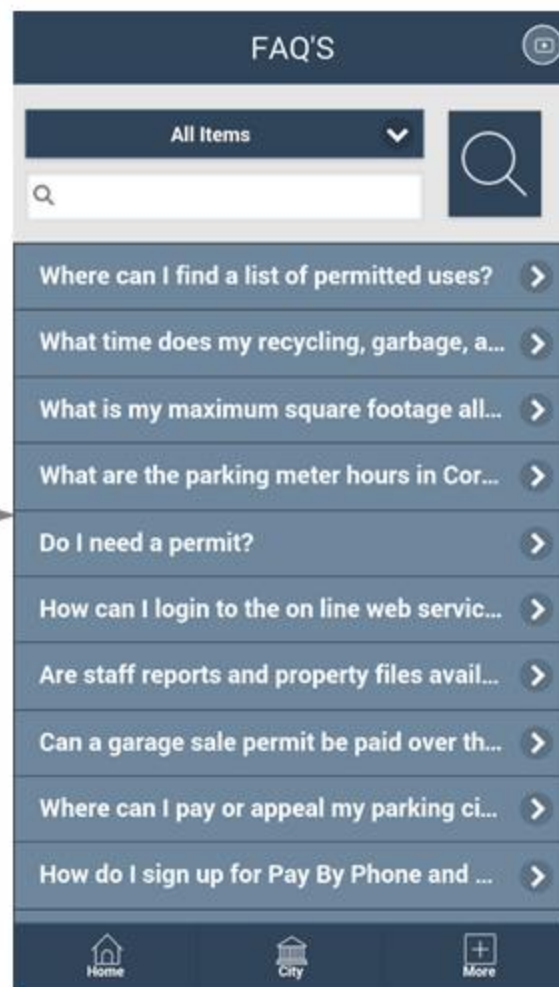 FAQ'S
All Items
Where can I find a list of permitted uses?
What time does my recycling, garbage, a...
What is my maximum square footage all...
What are the parking meter hours in Cor...
Do I need a permit?
How can I login to the on line web servic...
Are staff reports and property files avail...
Can a garage sale permit be paid over th...
Where can I pay or appeal my parking ci...
How do I sign up for Pay By Phone and ...
Home City More